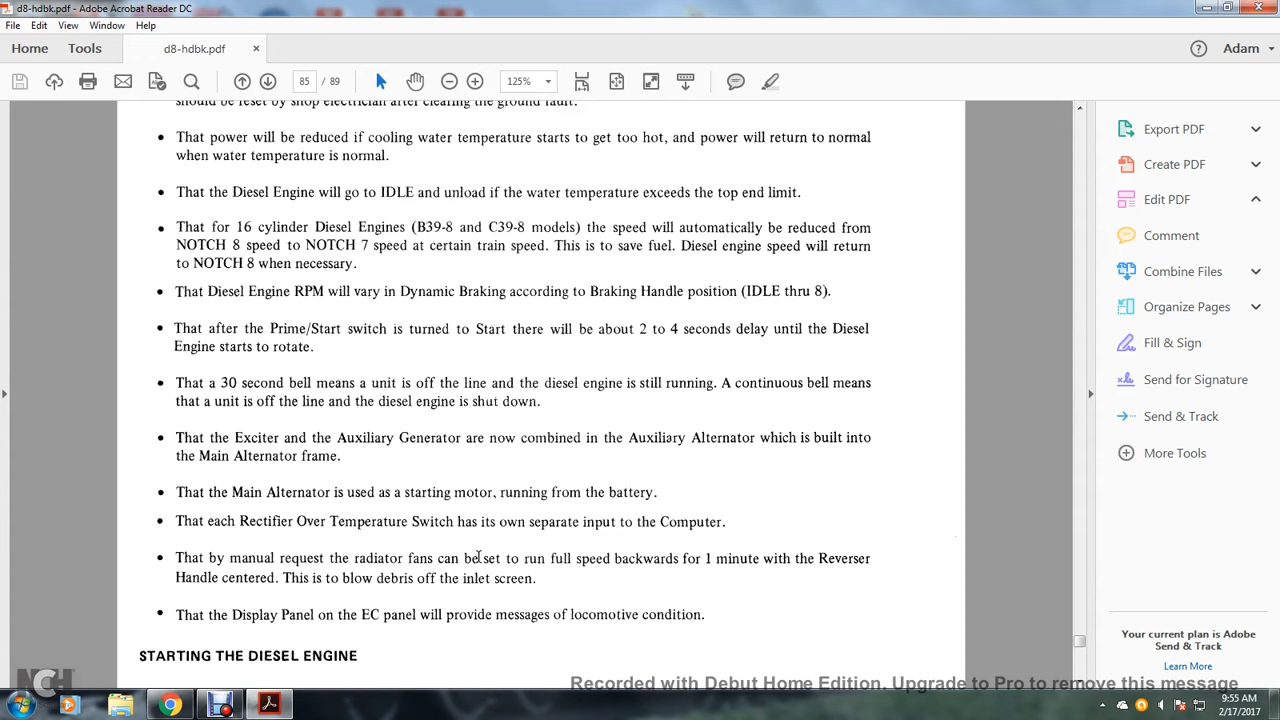 d8-hdbk.pdf - Adobe Acrobat Reader DC
File Edit View Window Help
Home Tools d8-hdbk.pdf × Adam
85 / 89 125%
should be reset by shop electrician after clearing the ground fault.
• That power will be reduced if cooling water temperature starts to get too hot, and power will return to normal
when water temperature is normal.
• That the Diesel Engine will go to IDLE and unload if the water temperature exceeds the top end limit.
• That for 16 cylinder Diesel Engines (B39-8 and C39-8 models) the speed will automatically be reduced from
NOTCH 8 speed to NOTCH 7 speed at certain train speed. This is to save fuel. Diesel engine speed will return
to NOTCH 8 when necessary.
• That Diesel Engine RPM will vary in Dynamic Braking according to Braking Handle position (IDLE thru 8).
• That after the Prime/Start switch is turned to Start there will be about 2 to 4 seconds delay until the Diesel
Engine starts to rotate.
• That a 30 second bell means a unit is off the line and the diesel engine is still running. A continuous bell means
that a unit is off the line and the diesel engine is shut down.
• That the Exciter and the Auxiliary Generator are now combined in the Auxiliary Alternator which is built into
the Main Alternator frame.
• That the Main Alternator is used as a starting motor, running from the battery.
• That each Rectifier Over Temperature Switch has its own separate input to the Computer.
• That by manual request the radiator fans can be set to run full speed backwards for 1 minute with the Reverser
Handle centered. This is to blow debris off the inlet screen.
• That the Display Panel on the EC panel will provide messages of locomotive condition.
STARTING THE DIESEL ENGINE
Export PDF
Create PDF
Edit PDF
Comment
Combine Files
Organize Pages
Fill & Sign
Send for Signature
Send & Track
More Tools
Your current plan is Adobe
Send & Track
Learn More
NCH
Recorded with Debut Home Edition. Upgrade to Pro to remove this message
9:55 AM
2/17/2017